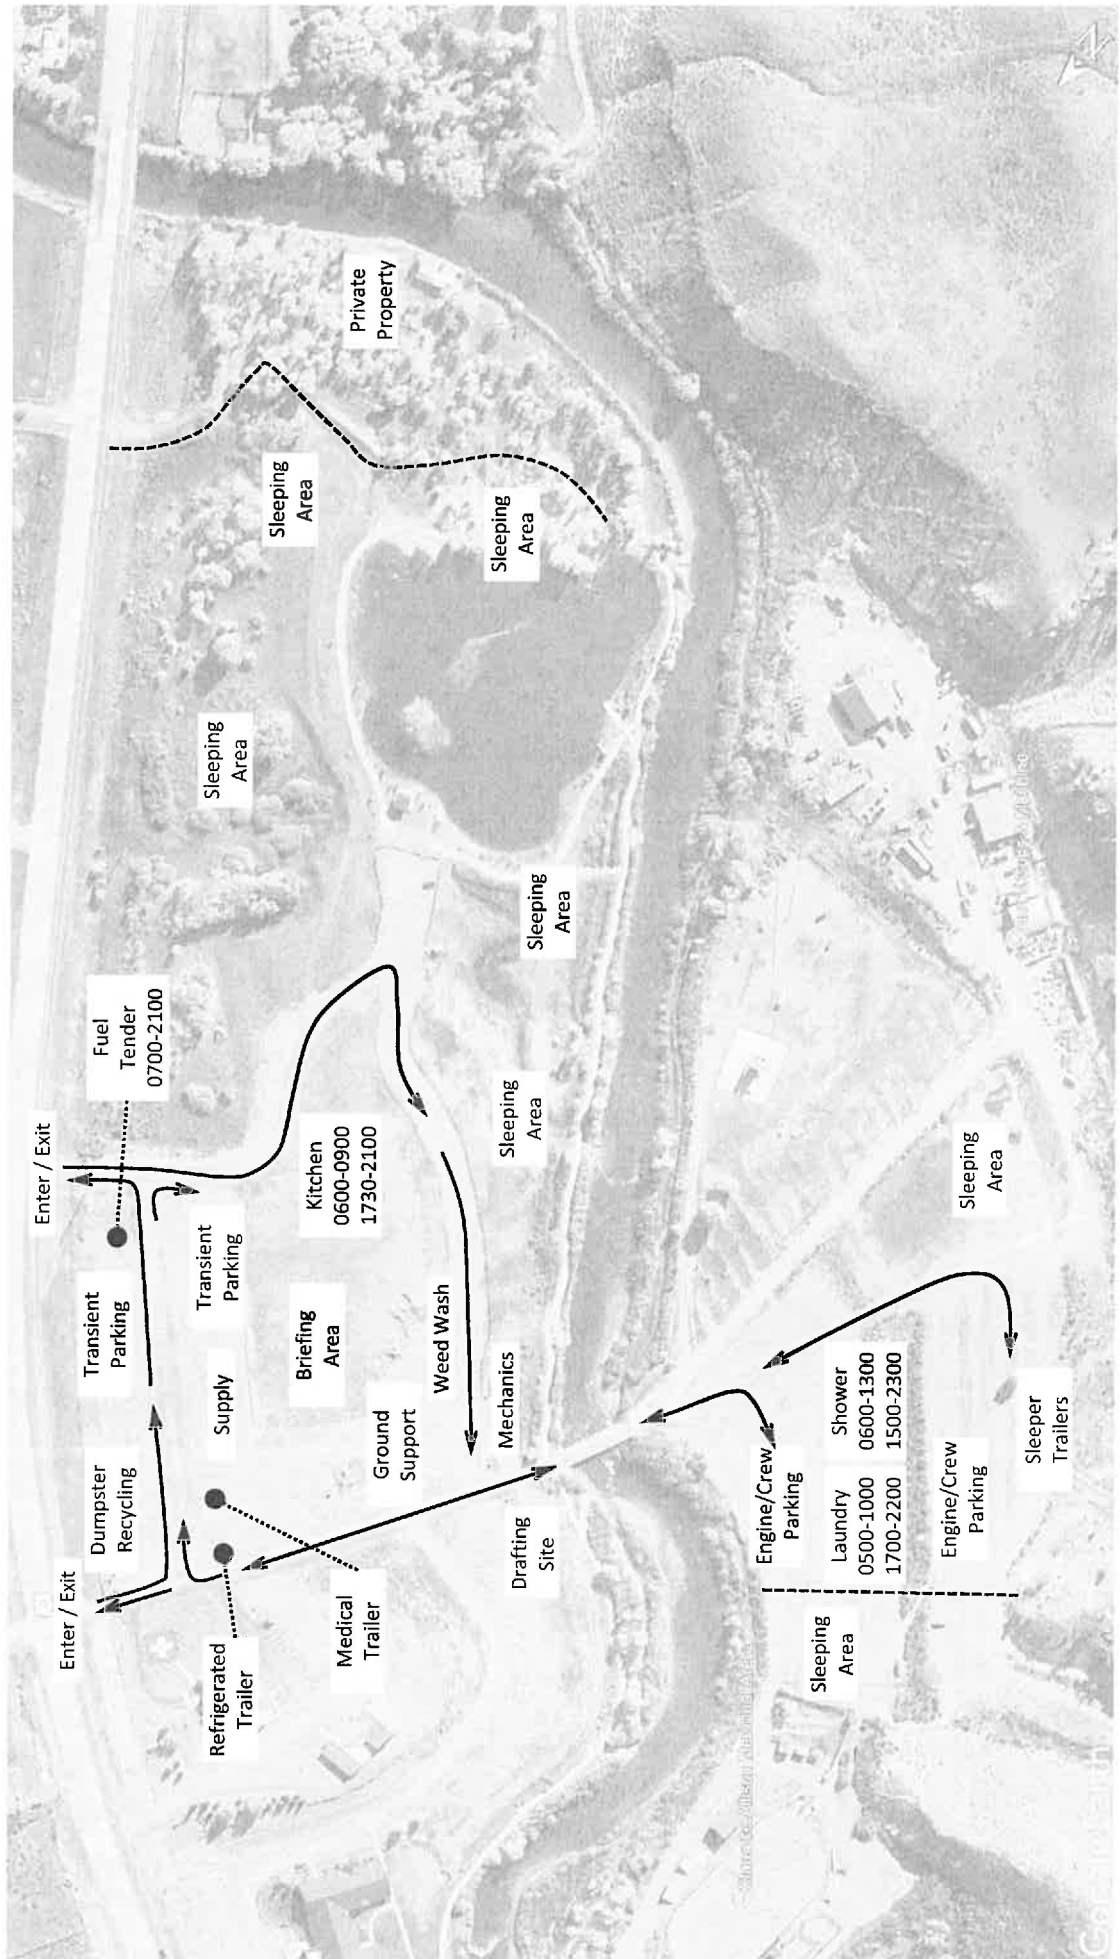 Enter / Exit
Enter / Exit
Fuel
Tender
0700-2100
Dumpster
Recycling
Transient
Parking
Refrigerated
Trailer
Supply
Transient
Parking
Sleeping
Area
Sleeping
Area
Private
Property
Medical
Trailer
Briefing
Area
Kitchen
0600-0900
1730-2100
Ground
Support
Weed Wash
Drafting
Site
Mechanics
Sleeping
Area
Sleeping
Area
Sleeping
Area
Sleeping
Area
Engine/Crew
Parking
Laundry
0500-1000
1700-2200
Shower
0600-1300
1500-2300
Engine/Crew
Parking
Sleeper
Trailers
Sleeping
Area